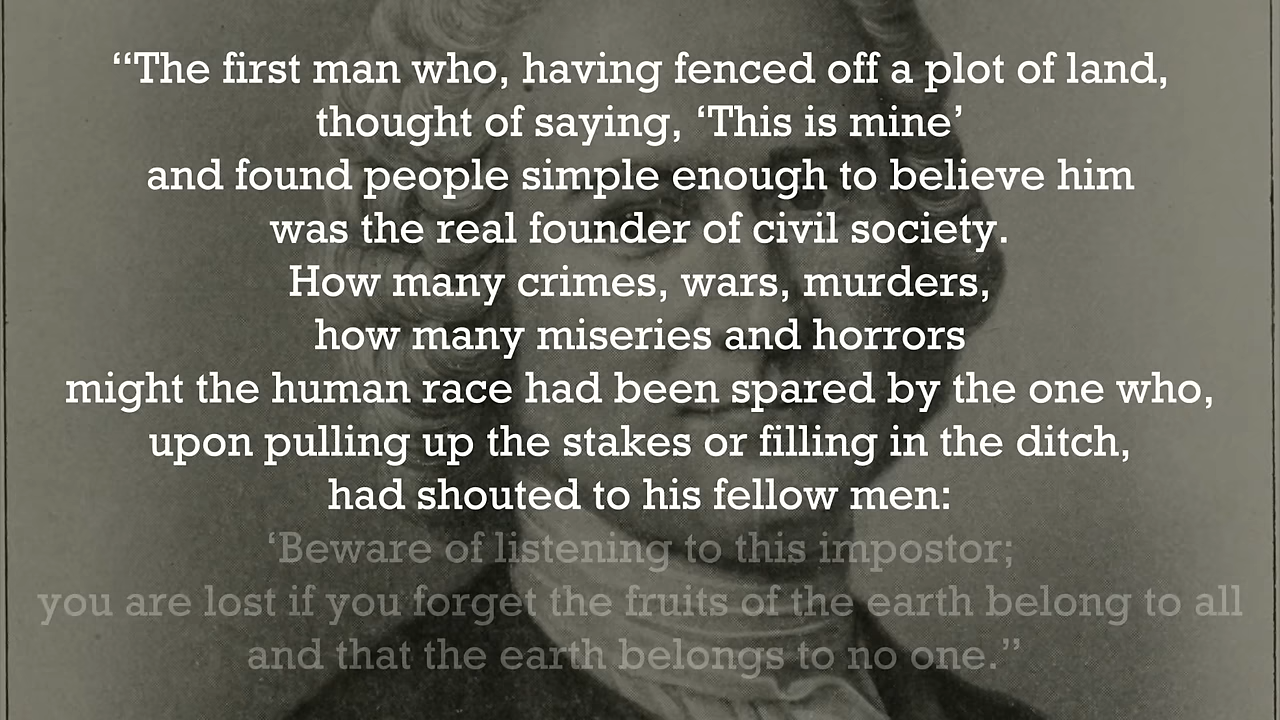 “The first man who, having fenced off a plot of land,
thought of saying, ‘This is mine’
and found people simple enough to believe him
was the real founder of civil society.
How many crimes, wars, murders,
how many miseries and horrors
might the human race had been spared by the one who,
upon pulling up the stakes or filling in the ditch,
had shouted to his fellow men:
‘Beware of listening to this impostor;
you are lost if you forget the fruits of the earth belong to all
and that the earth belongs to no one.”